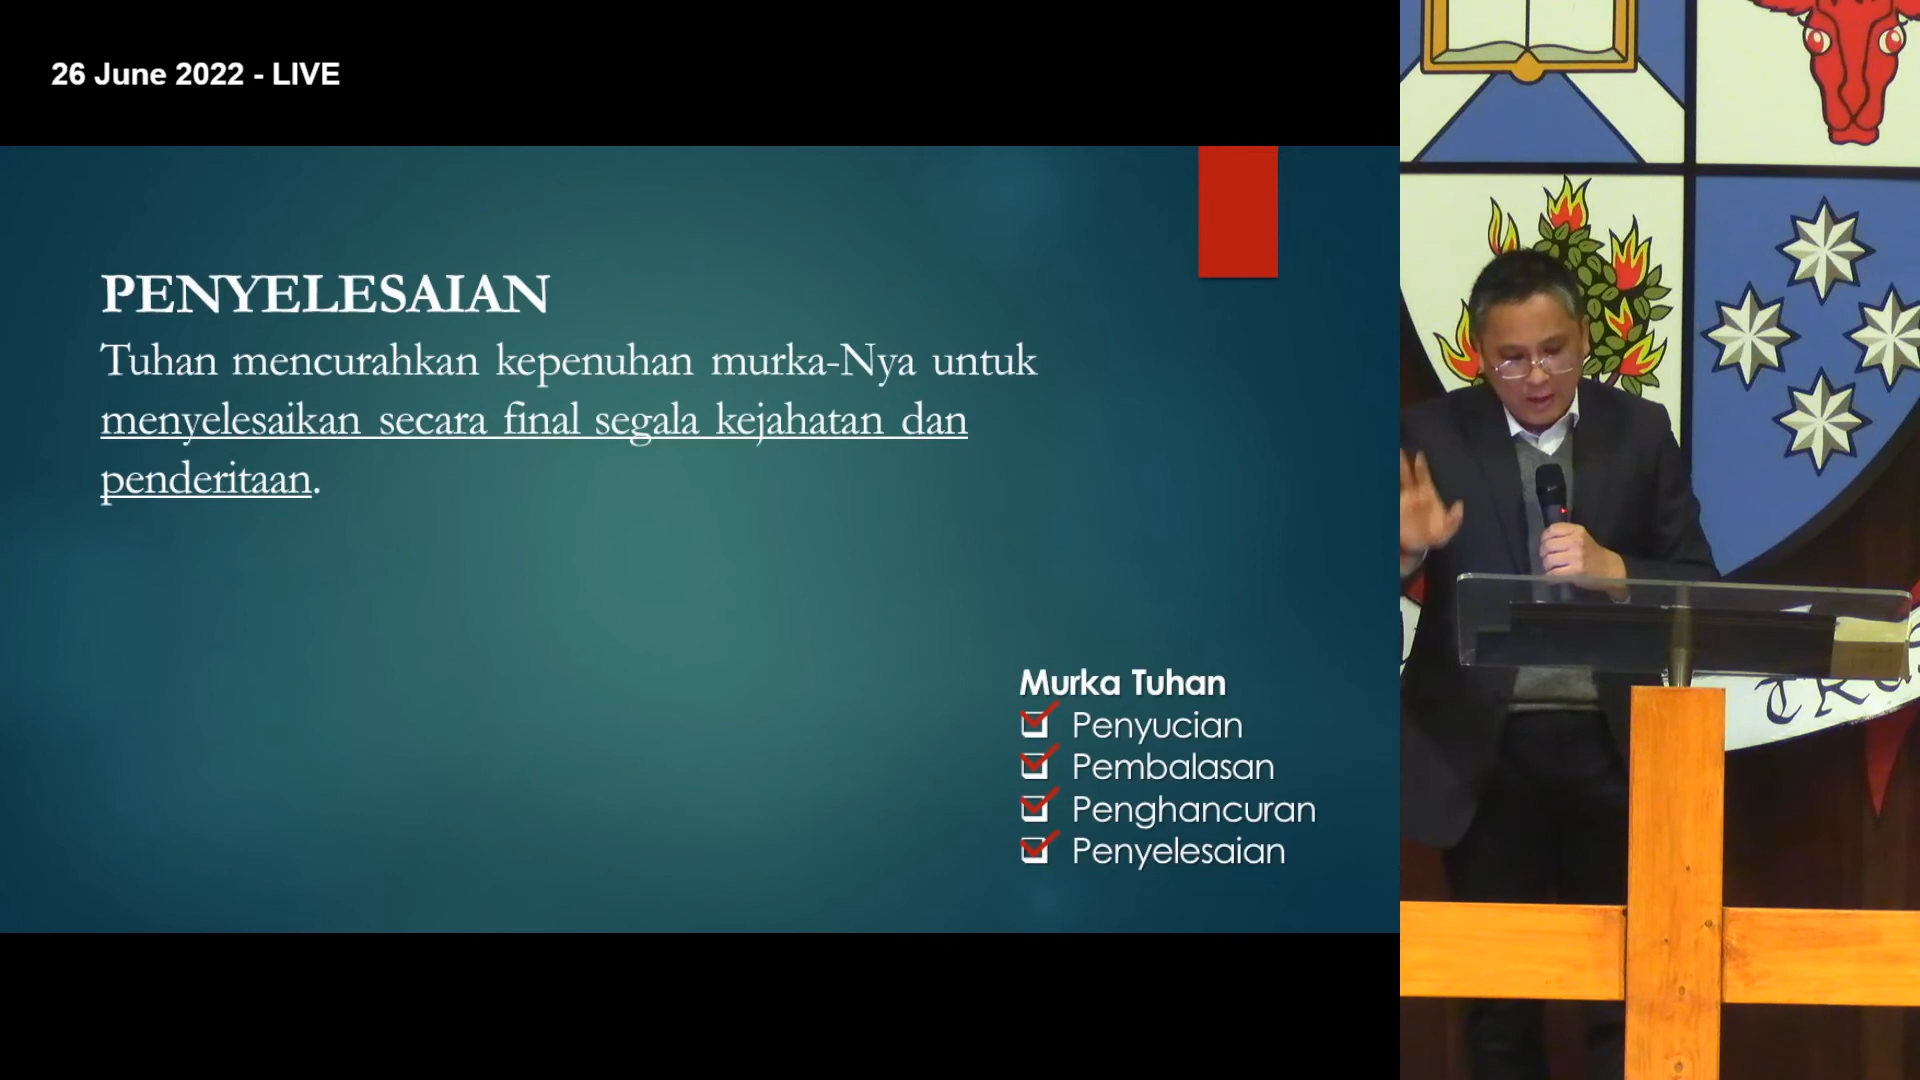 26 June 2022 - LIVE
PENYELESAIAN
Tuhan mencurahkan kepenuhan murka-Nya untuk
menyelesaikan secara final segala kejahatan dan
penderitaan.
Murka Tuhan
Penyucian
Pembalasan
Penghancuran
Penyelesaian